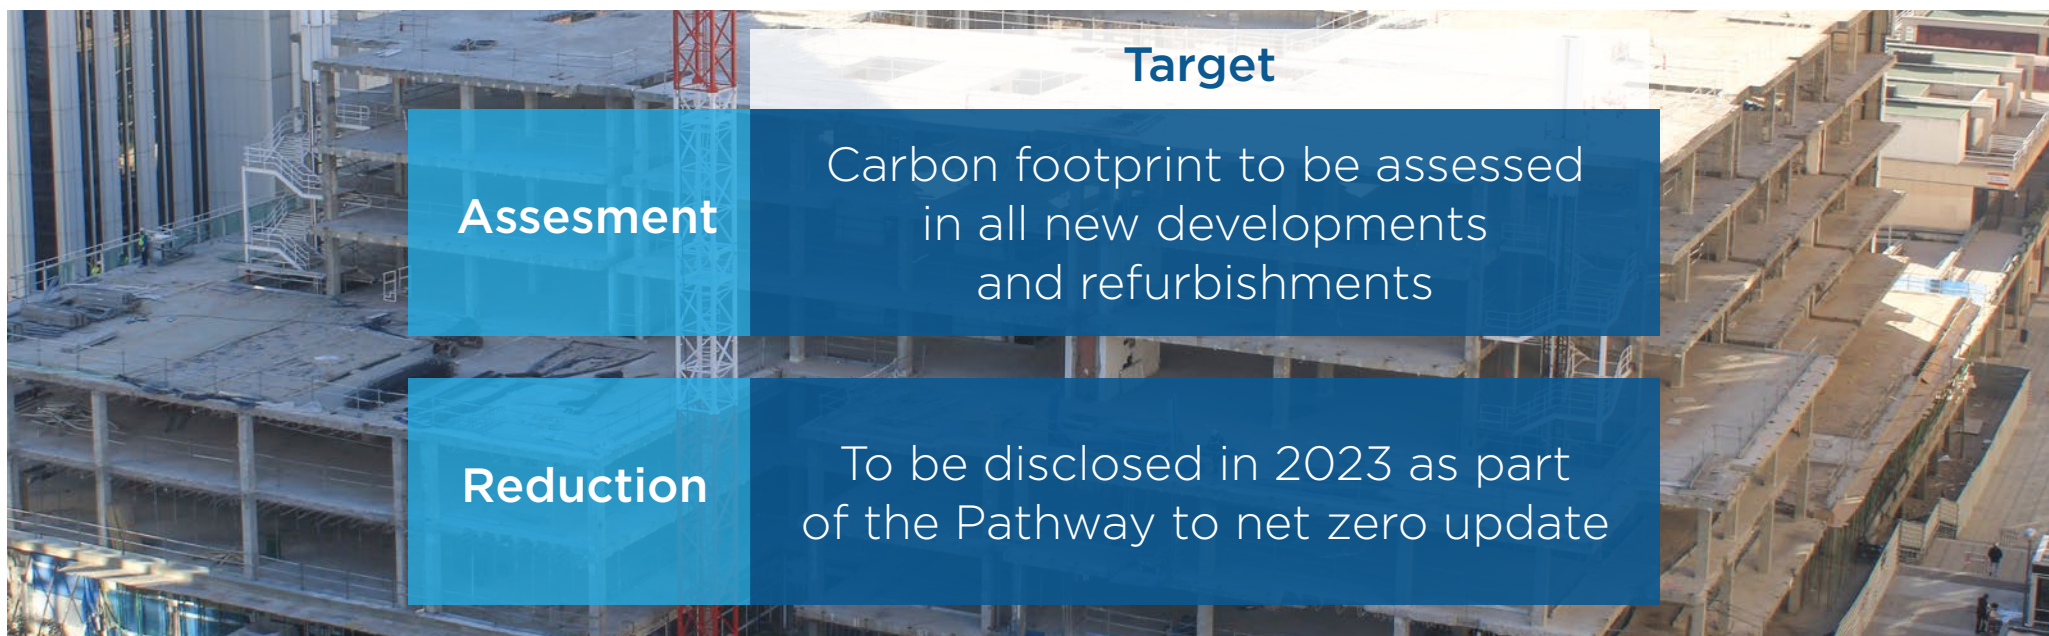 Target
Assesment
Carbon footprint to be assessed
in all new developments
and refurbishments
Reduction
To be disclosed in 2023 as part
of the Pathway to net zero update